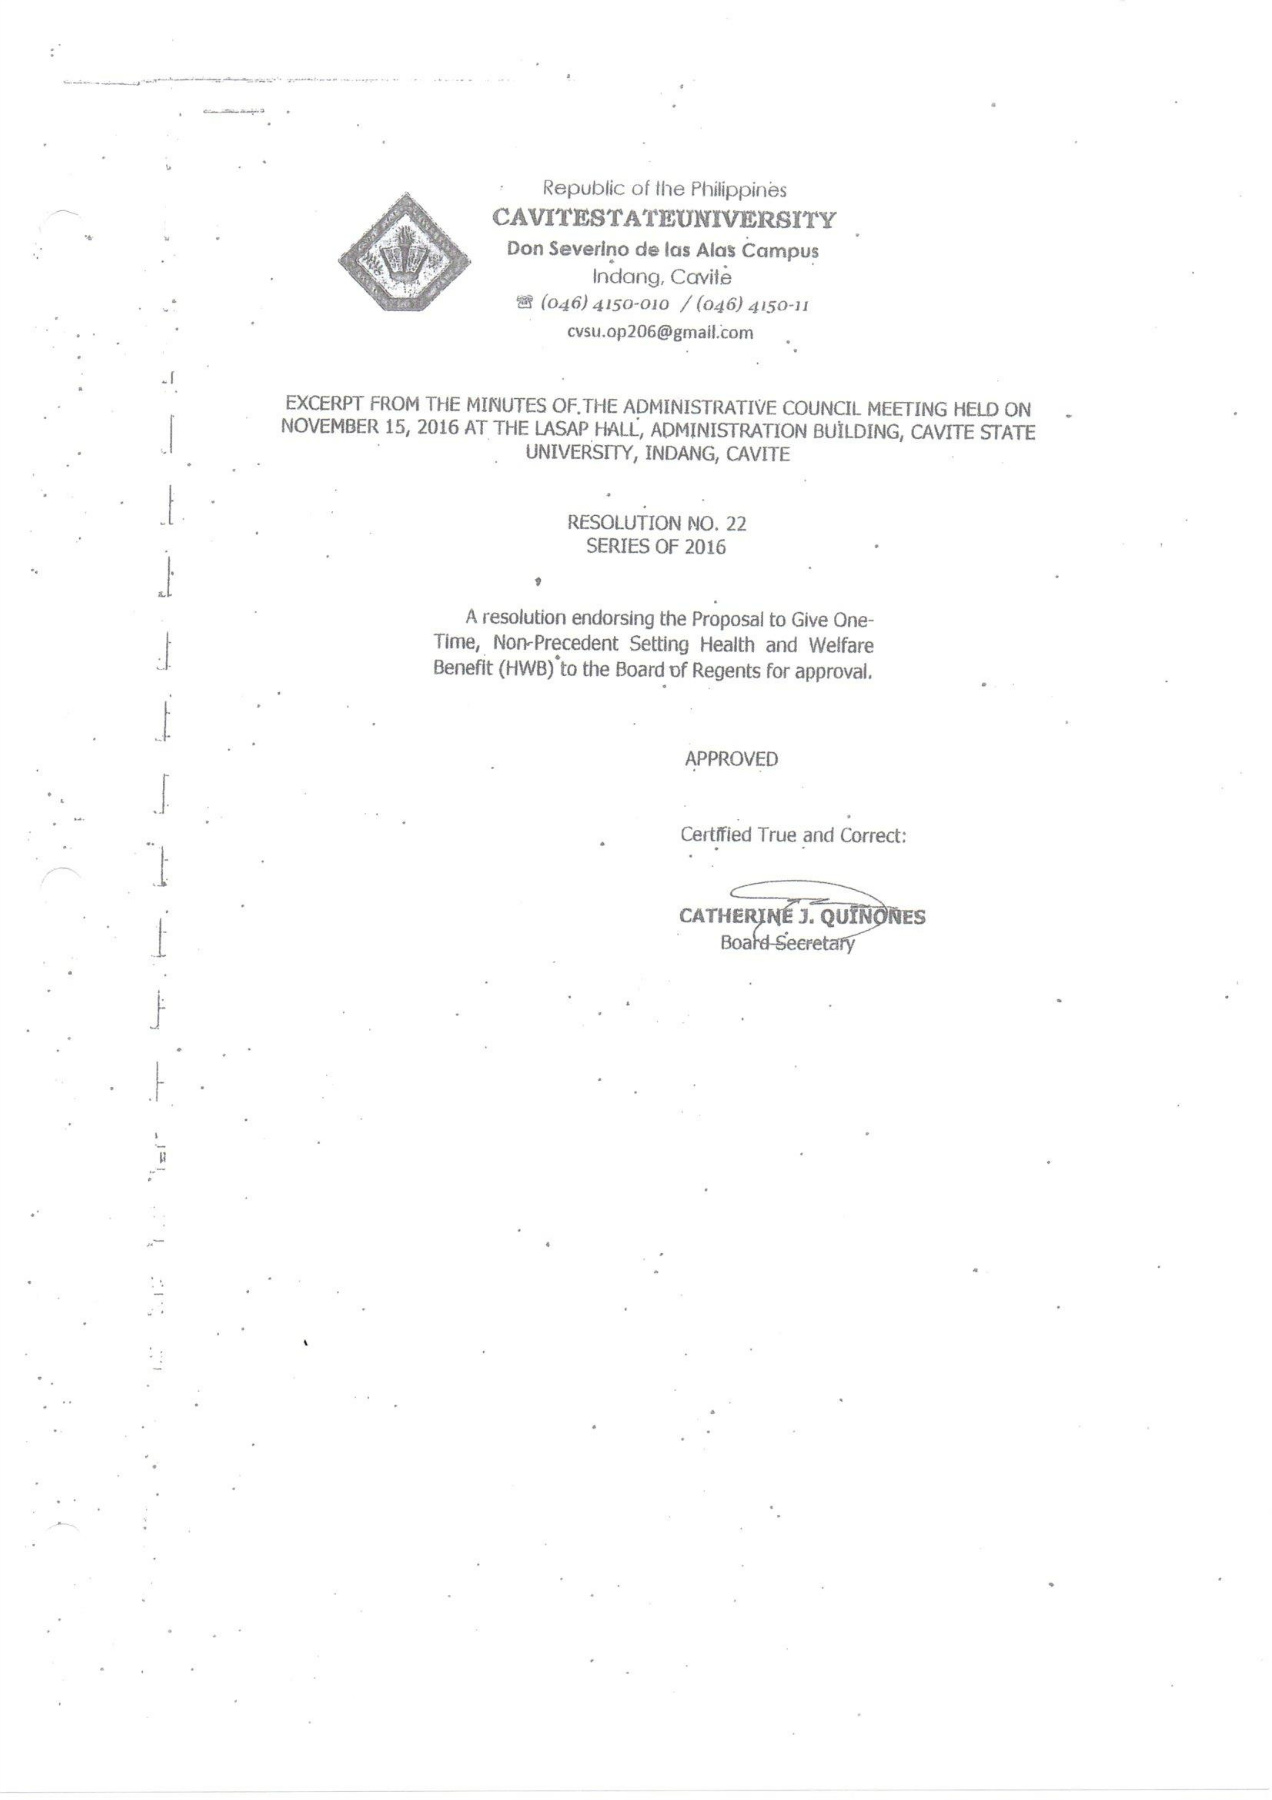 Republic of the Philippines
CAVITESTATEUNIVERSITY
Don Severino de las Alas Campus
Indang, Cavite
☎ (046) 4150-010 / (046) 4150-11
cvsu.op206@gmail.com
EXCERPT FROM THE MINUTES OF THE ADMINISTRATIVE COUNCIL MEETING HELD ON
NOVEMBER 15, 2016 AT THE LASAP HALL, ADMINISTRATION BUILDING, CAVITE STATE
UNIVERSITY, INDANG, CAVITE
RESOLUTION NO. 22
SERIES OF 2016
A resolution endorsing the Proposal to Give One-
Time, Non-Precedent Setting Health and Welfare
Benefit (HWB) to the Board of Regents for approval.
APPROVED
Certified True and Correct:
CATHERINE J. QUIÑONES
Board Secretary